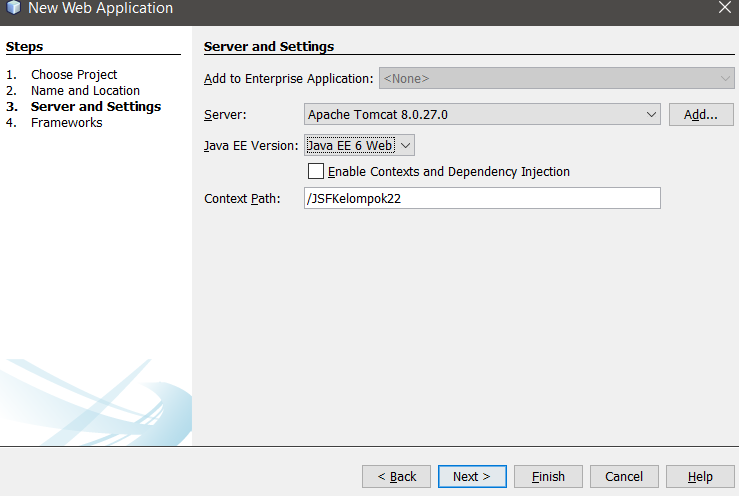 New Web Application
Steps
1. Choose Project
2. Name and Location
3. Server and Settings
4. Frameworks
Server and Settings
Add to Enterprise Application: <None>
Server: Apache Tomcat 8.0.27.0 Add...
Java EE Version: Java EE 6 Web
Enable Contexts and Dependency Injection
Context Path: /JSFKelompok22
< Back Next > Finish Cancel Help